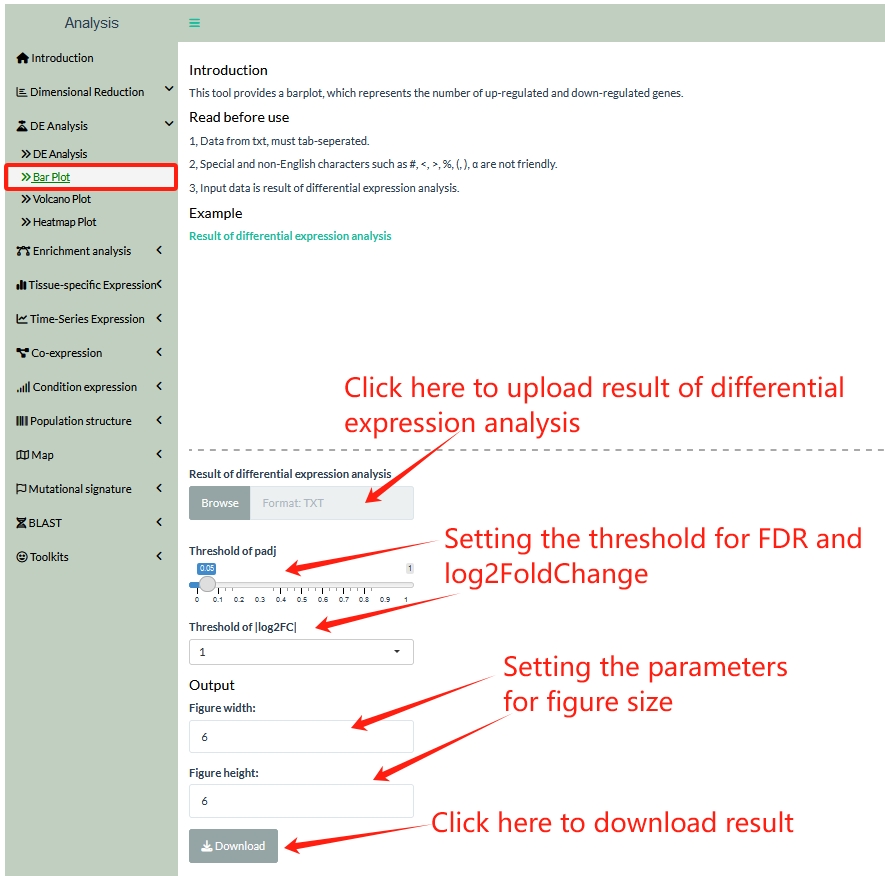 Analysis
Introduction
Dimensional Reduction
DE Analysis
DE Analysis
Bar Plot
Volcano Plot
Heatmap Plot
Enrichment analysis
Tissue-specific Expression
Time-Series Expression
Co-expression
Condition expression
Population structure
Map
Mutational signature
BLAST
Toolkits
Introduction
This tool provides a barplot, which represents the number of up-regulated and down-regulated genes.
Read before use
1, Data from txt, must tab-seperated.
2, Special and non-English characters such as #, <, >, %, (, ), α are not friendly.
3, Input data is result of differential expression analysis.
Example
Result of differential expression analysis
Click here to upload result of differential
expression analysis
Result of differential expression analysis
Browse Format: TXT
Setting the threshold for FDR and
log2FoldChange
Threshold of padj
0.05 1
0 0.1 0.2 0.3 0.4 0.5 0.6 0.7 0.8 0.9 1
Threshold of |log2FC|
1
Setting the parameters
for figure size
Output
Figure width:
6
Figure height:
6
Click here to download result
Download